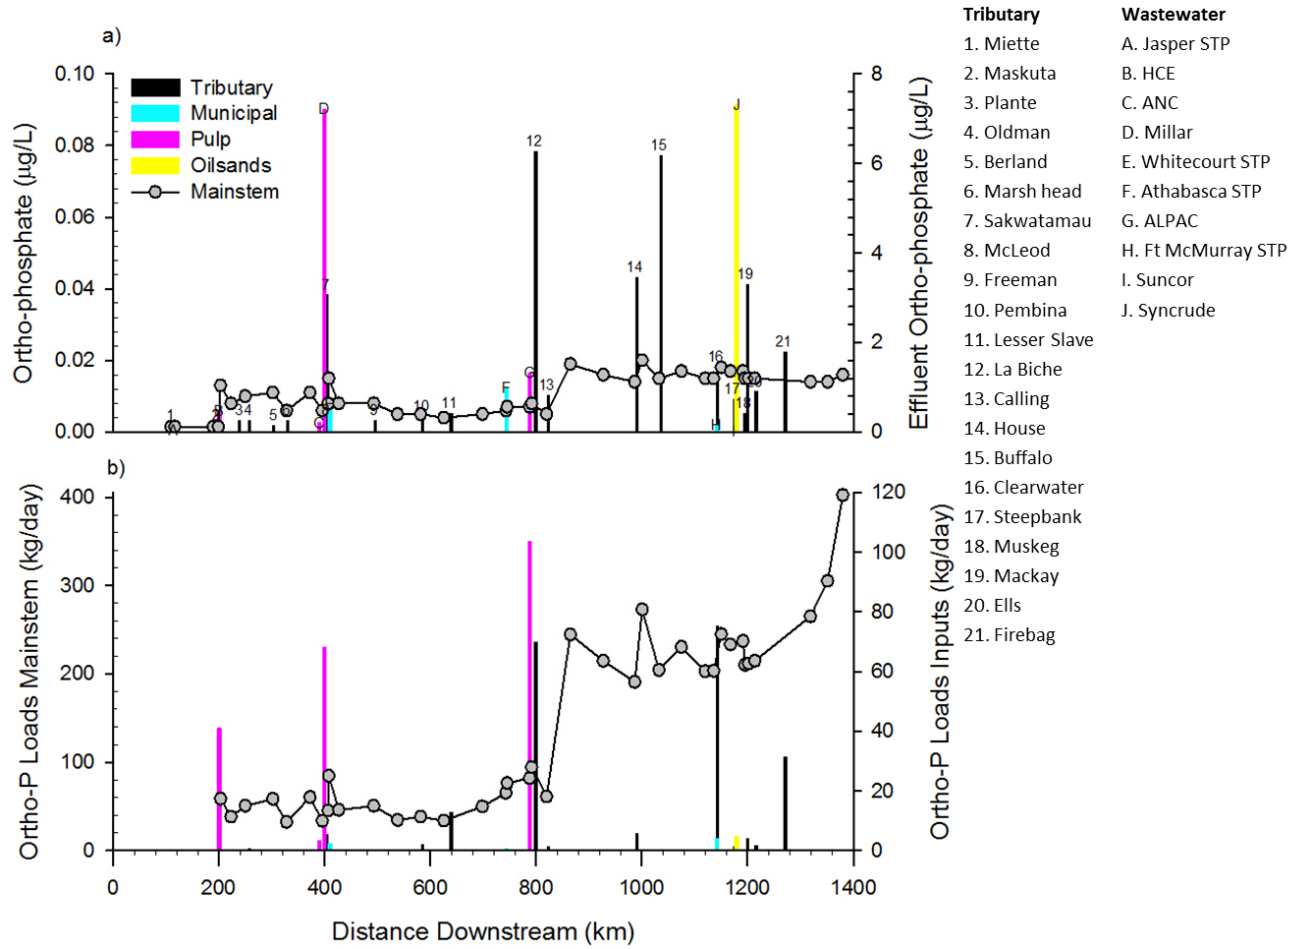 a)
Tributary Wastewater
1. Miette A. Jasper STP
2. Maskuta B. HCE
3. Plante C. ANC
4. Oldman D. Millar
5. Berland E. Whitecourt STP
6. Marsh head F. Athabasca STP
7. Sakwatamau G. ALPAC
8. McLeod H. Ft McMurray STP
9. Freeman I. Suncor
10. Pembina J. Syncrude
11. Lesser Slave
12. La Biche
13. Calling
14. House
15. Buffalo
16. Clearwater
17. Steepbank
18. Muskeg
19. Mackay
20. Ells
21. Firebag
Ortho-phosphate (µg/L)
0.10
0.08
0.06
0.04
0.02
0.00
Tributary
Municipal
Pulp
Oilsands
Mainstem
Effluent Ortho-phosphate (µg/L)
8
6
4
2
0
D J
12 15
14 19
7
21
16
F G 13
17
1 3 4 5 9 10 11 18
C H
b)
Ortho-P Loads Mainstem (kg/day)
400
300
200
100
0
Ortho-P Loads Inputs (kg/day)
120
100
80
60
40
20
0
0 200 400 600 800 1000 1200 1400
Distance Downstream (km)